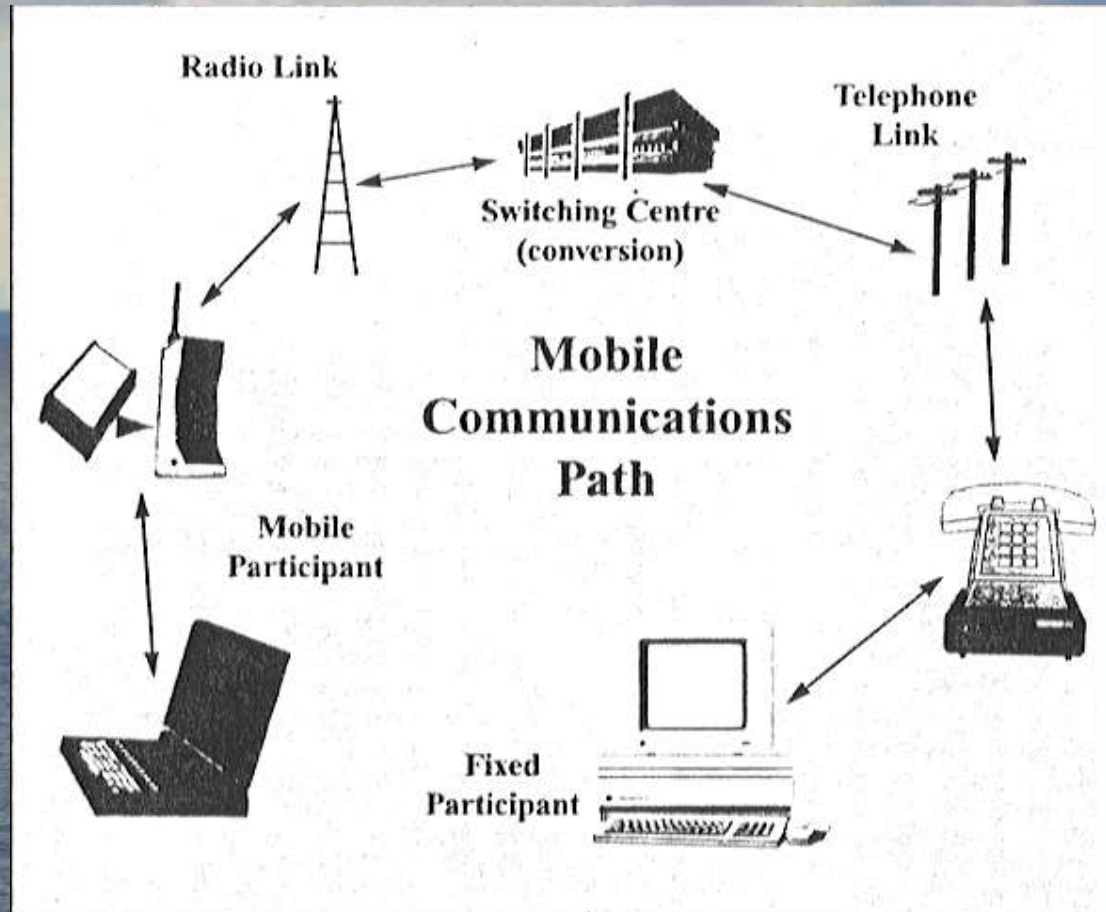 Radio Link
Telephone
Link
Switching Centre
(conversion)
Mobile
Communications
Path
Mobile
Participant
Fixed
Participant